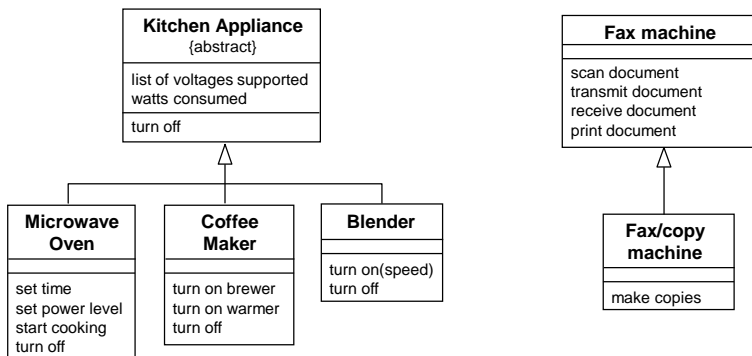 Kitchen Appliance
{abstract}
list of voltages supported
watts consumed
turn off
Microwave
Oven
set time
set power level
start cooking
turn off
Coffee
Maker
turn on brewer
turn on warmer
turn off
Blender
turn on(speed)
turn off
Fax machine
scan document
transmit document
receive document
print document
Fax/copy
machine
make copies